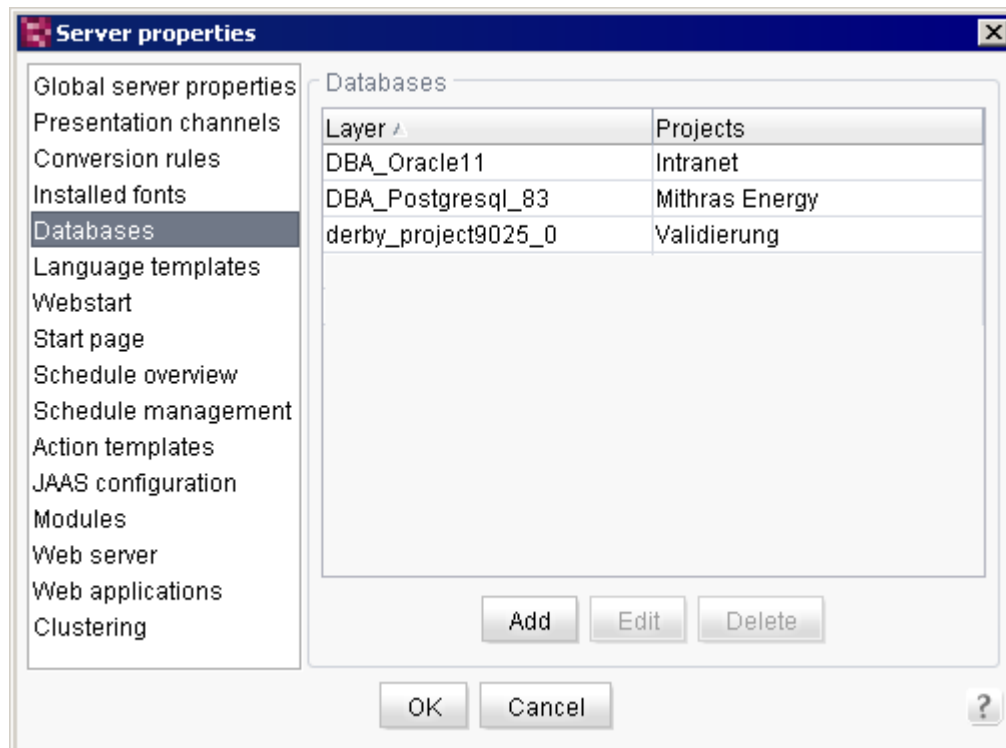 Server properties
Global server properties
Presentation channels
Conversion rules
Installed fonts
Databases
Language templates
Webstart
Start page
Schedule overview
Schedule management
Action templates
JAAS configuration
Modules
Web server
Web applications
Clustering
Databases
Layer Projects
DBA_Oracle11 Intranet
DBA_Postgresql_83 Mithras Energy
derby_project9025_0 Validierung
Add Edit Delete
OK Cancel ?